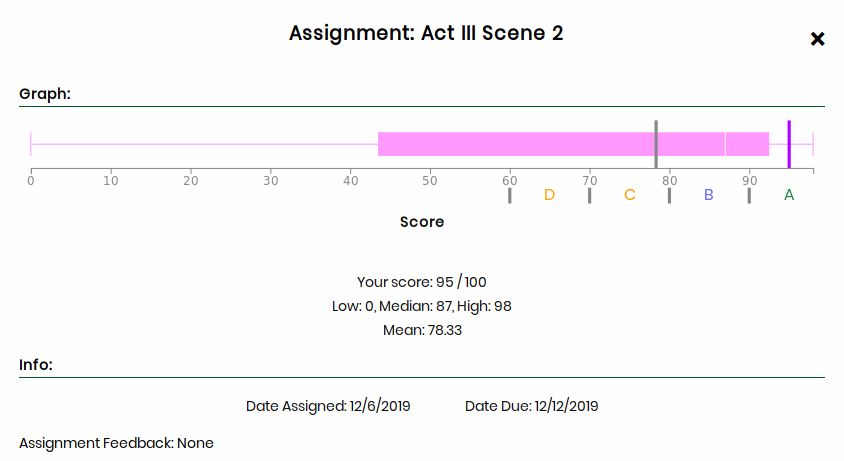 Assignment: Act III Scene 2
×
Graph:
0 10 20 30 40 50 60 70 80 90
D C B A
Score
Your score: 95 / 100
Low: 0, Median: 87, High: 98
Mean: 78.33
Info:
Date Assigned: 12/6/2019 Date Due: 12/12/2019
Assignment Feedback: None